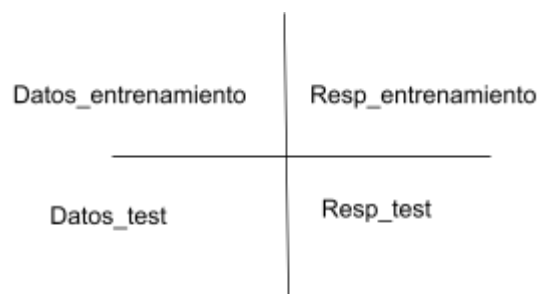 Datos_entrenamiento
Resp_entrenamiento
Datos_test
Resp_test